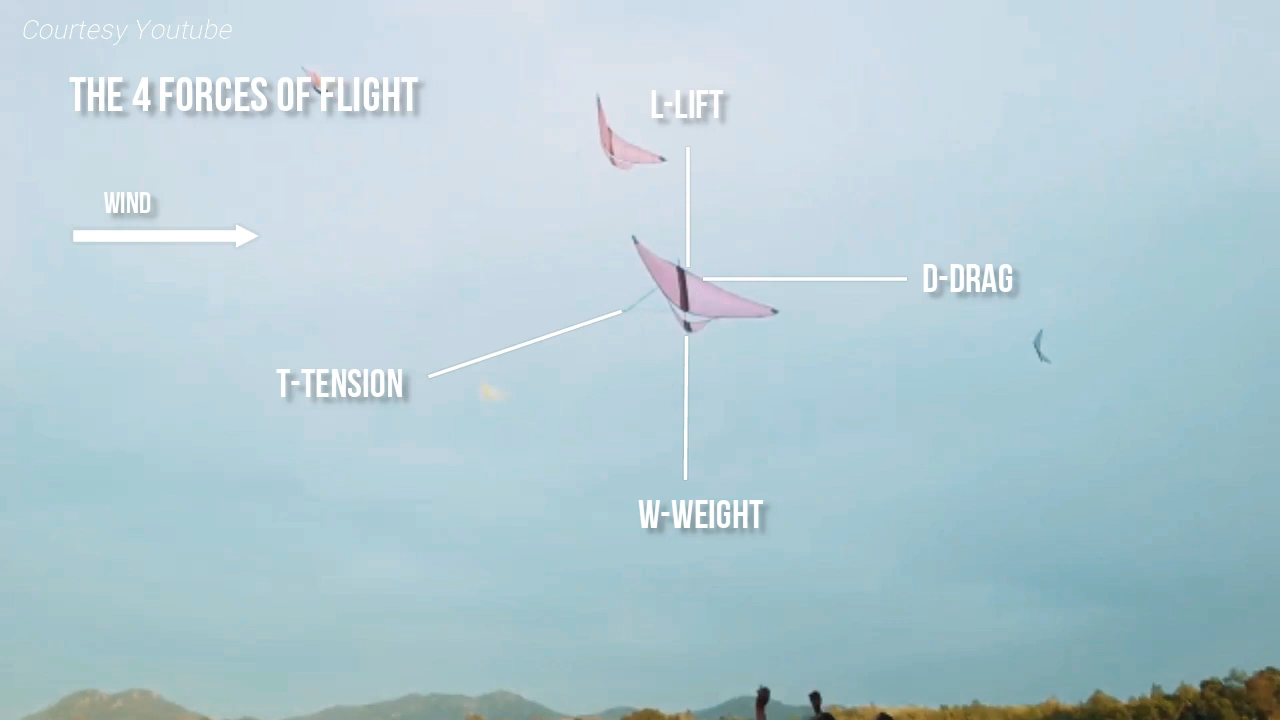 Courtesy Youtube
THE 4 FORCES OF FLIGHT
L-LIFT
WIND
D-DRAG
T-TENSION
W-WEIGHT